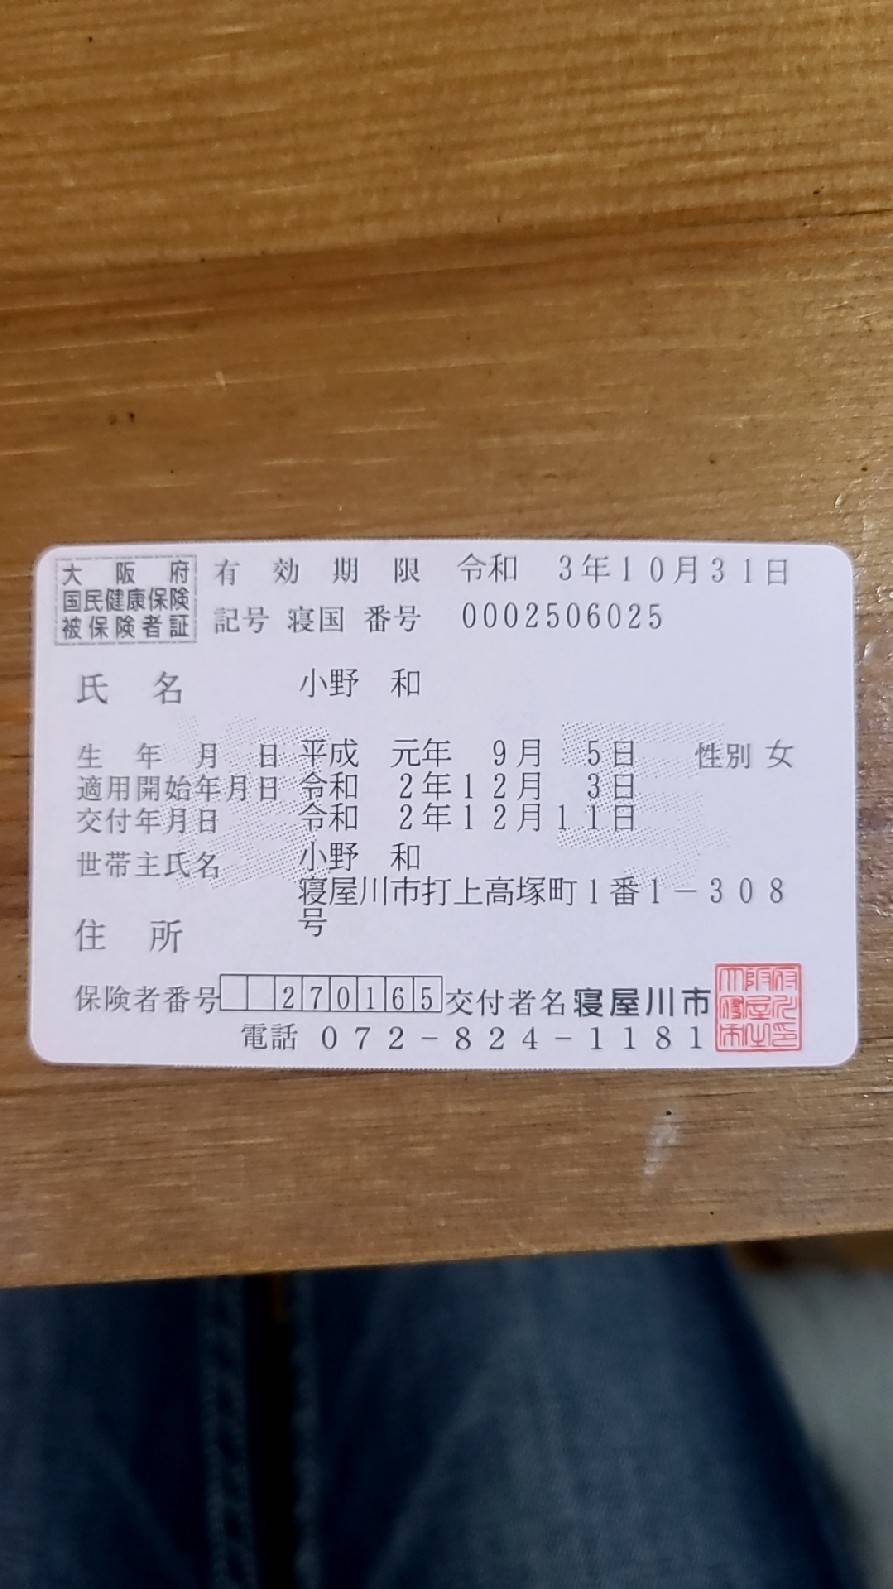 大阪府
国民健康保険
被保険者証
有効期限 令和 3年10月31日
記号 寝国 番号 0002506025
氏名 小野 和
生年月日 平成 元年 9月 5日 性別 女
適用開始年月日 令和 2年12月 3日
交付年月日 令和 2年12月11日
世帯主氏名 小野 和
住所 寝屋川市打上高塚町1番1-308
号
保険者番号 270165 交付者名 寝屋川市
電話 072-824-1181